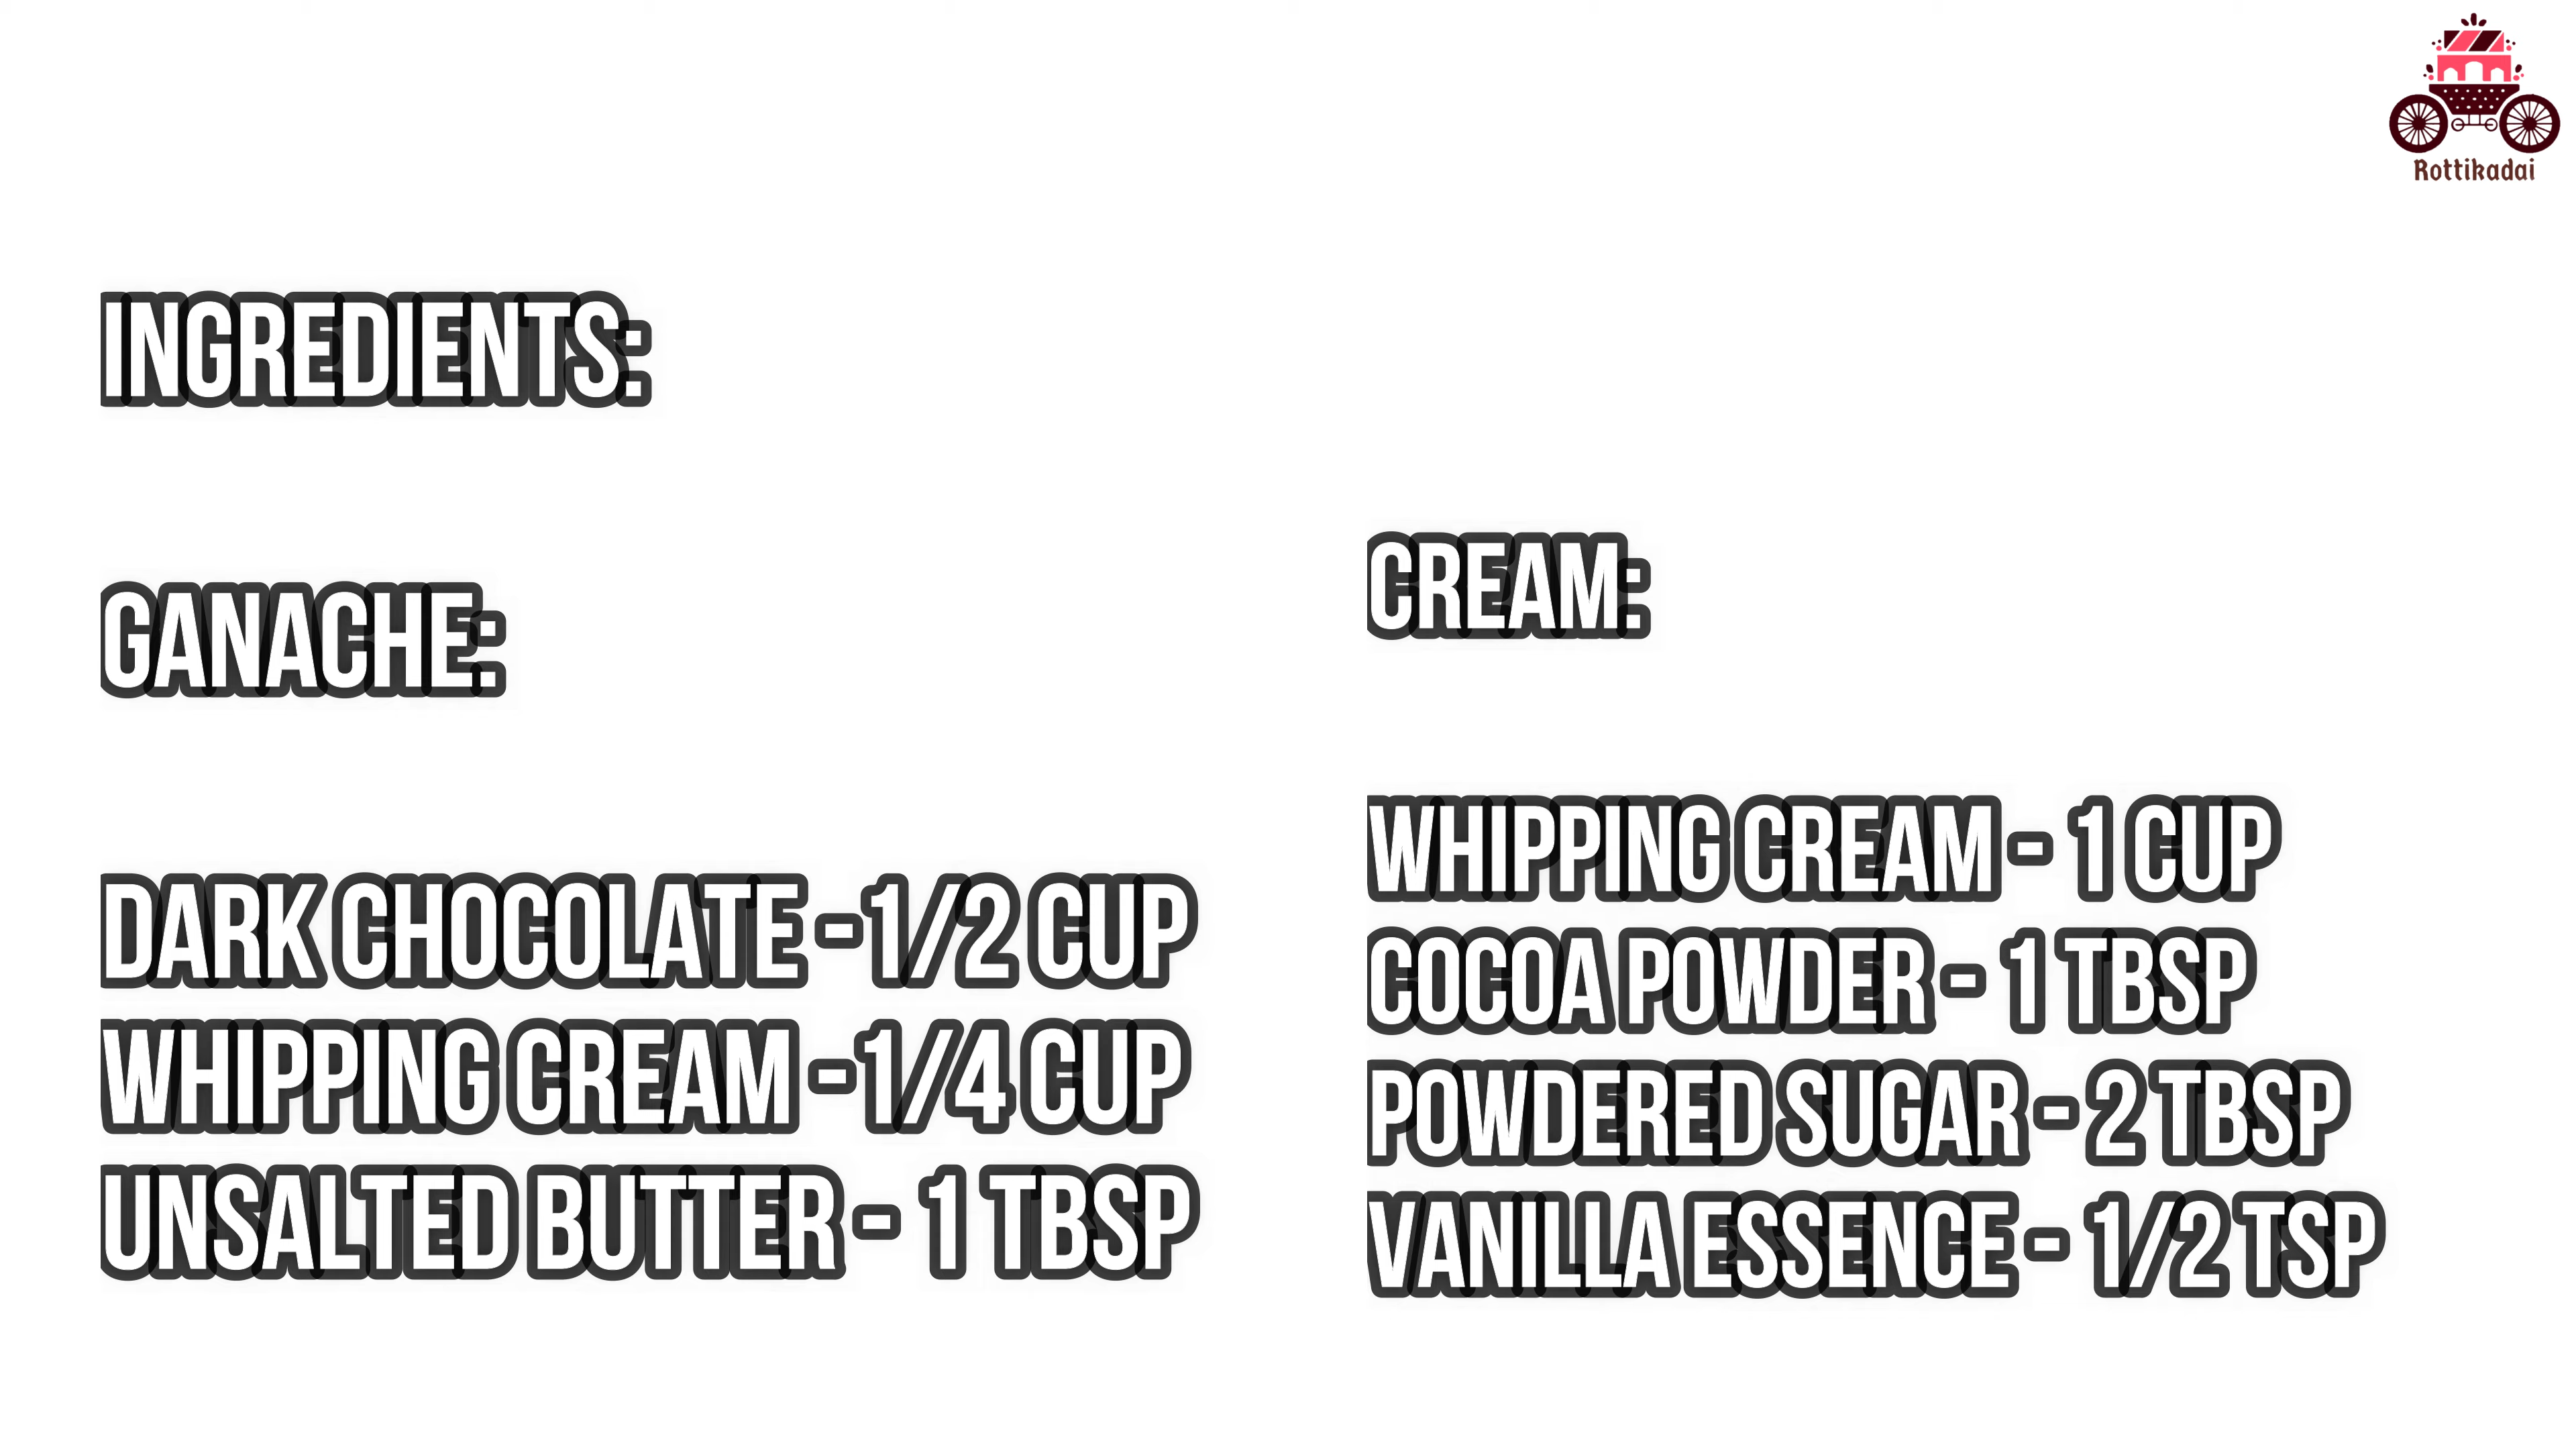 Rottikadai
INGREDIENTS:
GANACHE:
DARK CHOCOLATE -1/2 CUP
WHIPPING CREAM -1/4 CUP
UNSALTED BUTTER - 1 TBSP
CREAM:
WHIPPING CREAM - 1 CUP
COCOA POWDER - 1 TBSP
POWDERED SUGAR - 2 TBSP
VANILLA ESSENCE - 1/2 TSP